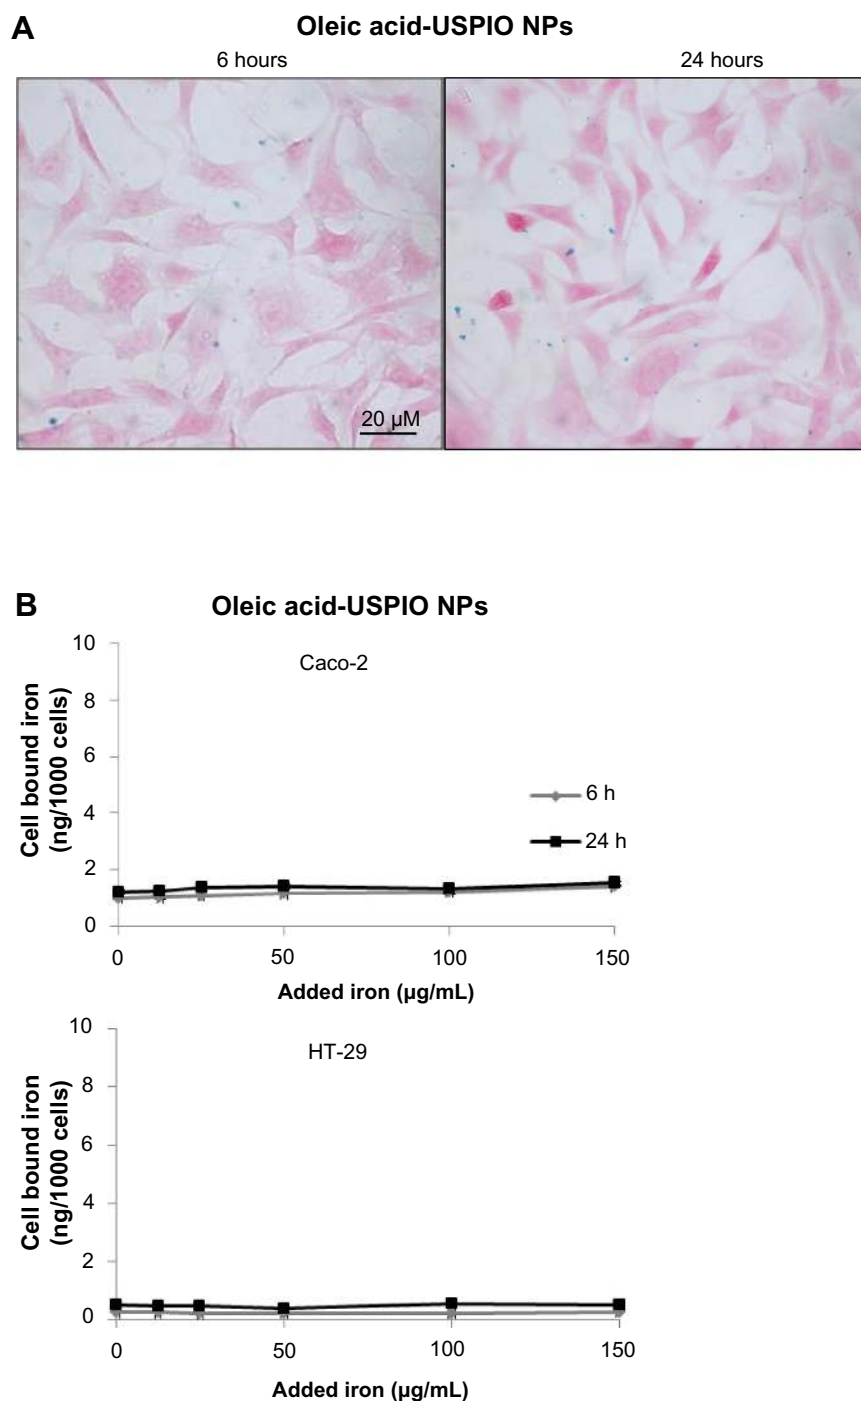 A
Oleic acid-USPIO NPs
6 hours
24 hours
20 µM
B
Oleic acid-USPIO NPs
Caco-2
Cell bound iron
(ng/1000 cells)
10
8
6
4
2
0
6 h
24 h
0 50 100 150
Added iron (µg/mL)
HT-29
Cell bound iron
(ng/1000 cells)
10
8
6
4
2
0
0 50 100 150
Added iron (µg/mL)